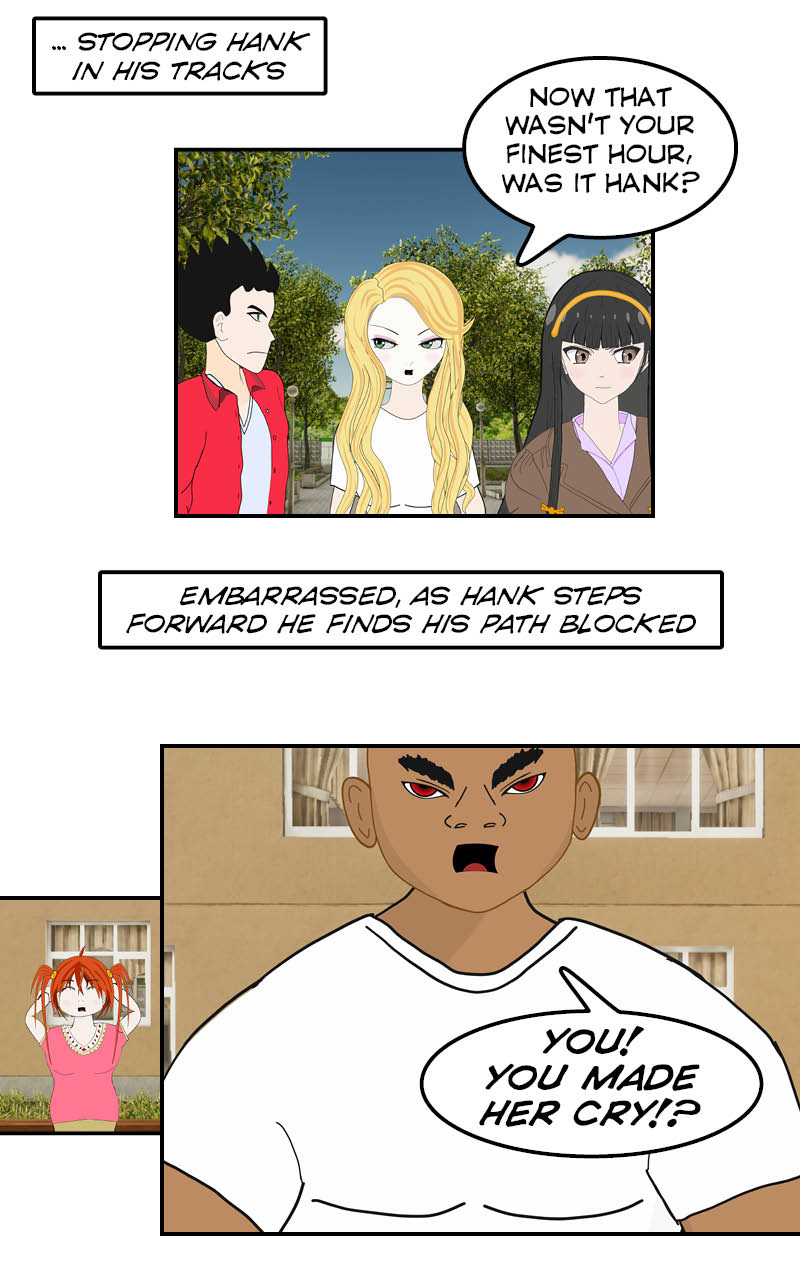 ... STOPPING HANK
IN HIS TRACKS
NOW THAT
WASN'T YOUR
FINEST HOUR,
WAS IT HANK?
EMBARRASSED, AS HANK STEPS
FORWARD HE FINDS HIS PATH BLOCKED
YOU!
YOU MADE
HER CRY!?